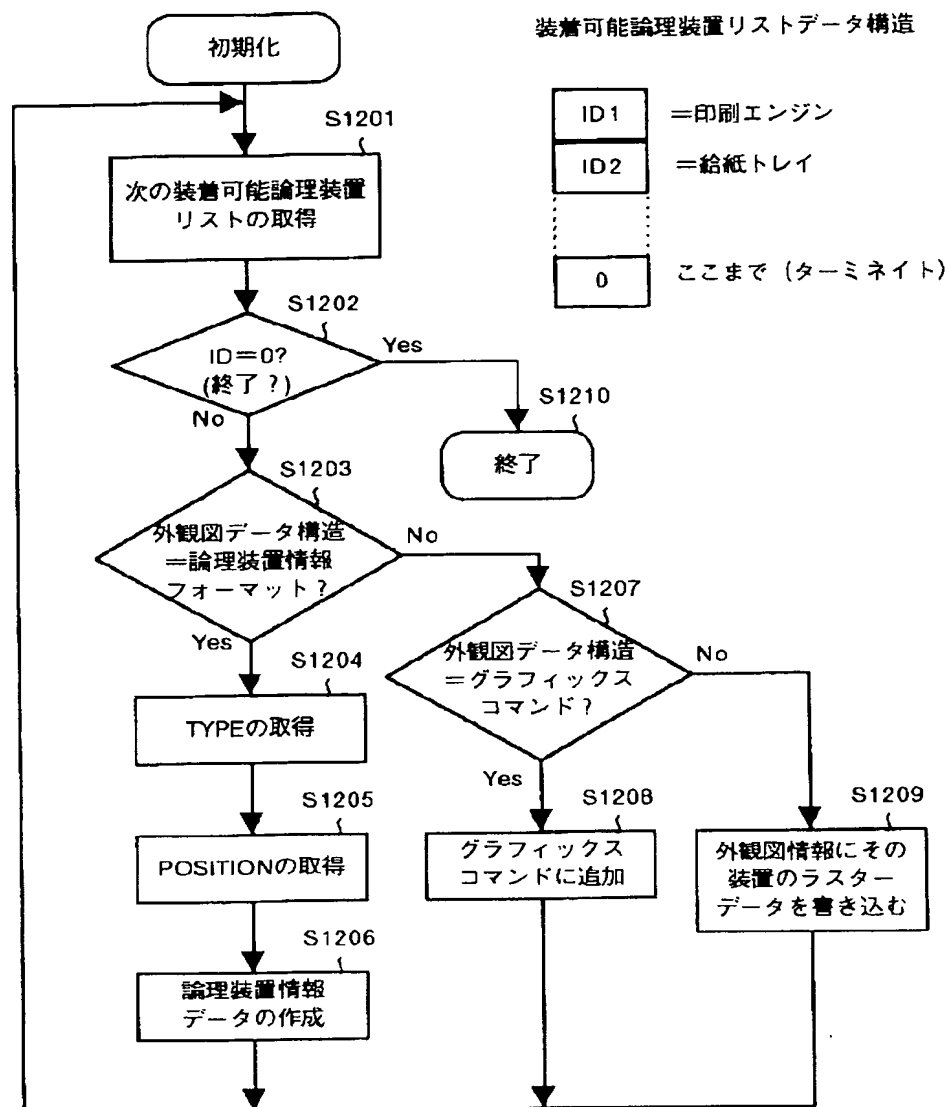 初期化
装着可能論理装置リストデータ構造
ID1 =印刷エンジン
ID2 =給紙トレイ
0 ここまで(ターミネイト)
S1201
次の装着可能論理装置
リストの取得
S1202
ID=0?
(終了?)
Yes
No
S1210
終了
S1203
外観図データ構造
=論理装置情報
フォーマット?
No
Yes
S1207
外観図データ構造
=グラフィックス
コマンド?
No
Yes
S1204
TYPEの取得
S1205
POSITIONの取得
S1206
論理装置情報
データの作成
S1208
グラフィックス
コマンドに追加
S1209
外観図情報にその
装置のラスター
データを書き込む